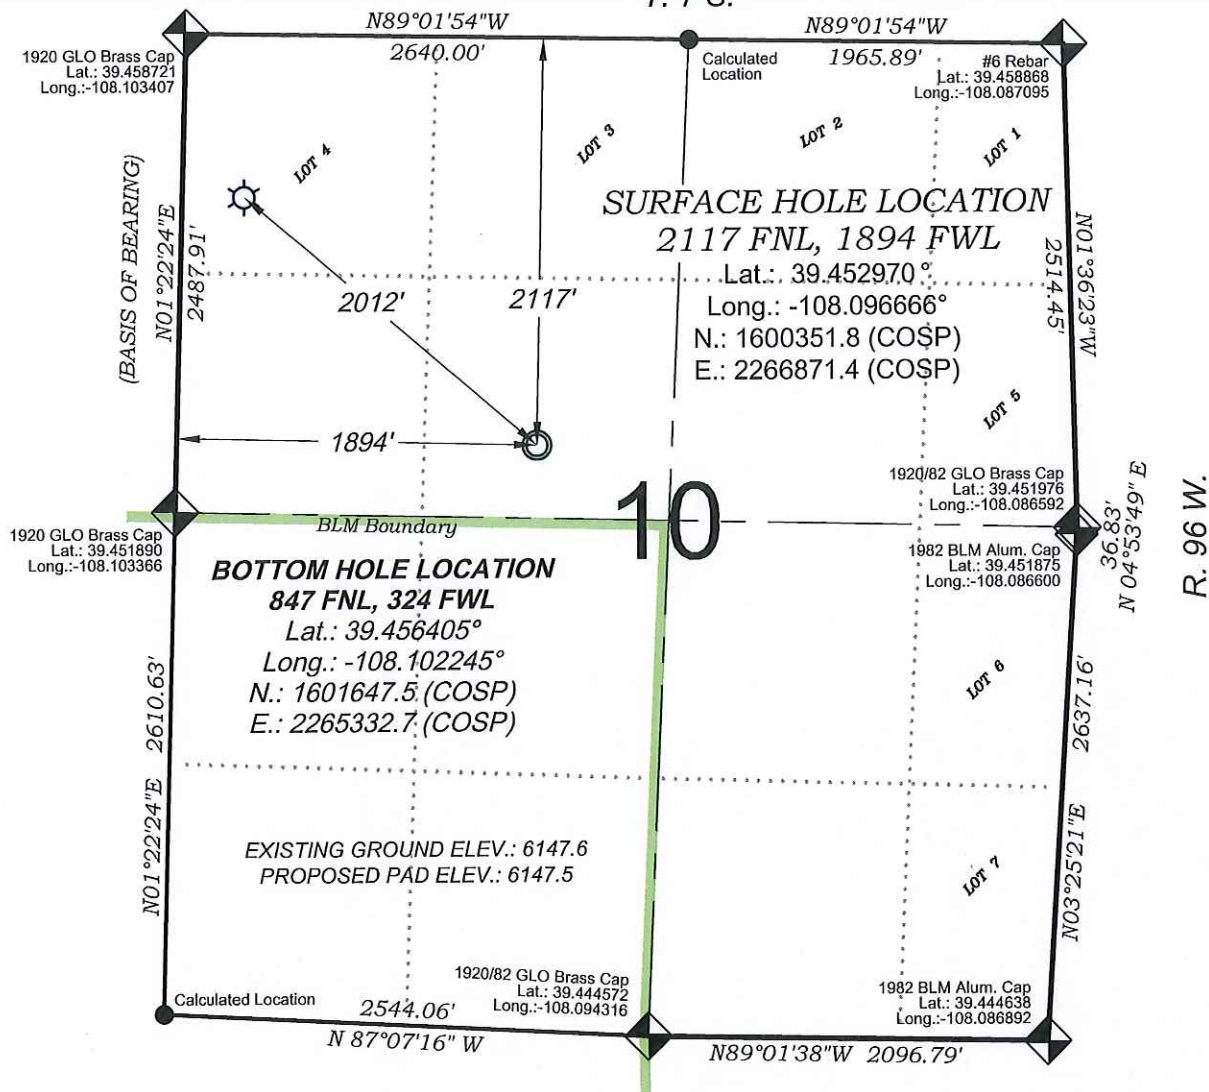 N89°01'54"W
2640.00'
N89°01'54"W
1965.89'
1920 GLO Brass Cap
Lat.: 39.458721
Long.:-108.103407
Calculated
Location
#6 Rebar
Lat.: 39.458868
Long.:-108.087095
LOT 4
LOT 3
LOT 2
LOT 1
(BASIS OF BEARING)
N01°22'24"E
2487.91'
SURFACE HOLE LOCATION
2117 FNL, 1894 FWL
Lat.: 39.452970°
Long.: -108.096666°
N.: 1600351.8 (COSP)
E.: 2266871.4 (COSP)
N01°36'23"W
2514.45'
2012'
2117'
1894'
LOT 5
1920/82 GLO Brass Cap
Lat.: 39.451976
Long.:-108.086592
10
BLM Boundary
1920 GLO Brass Cap
Lat.: 39.451890
Long.:-108.103366
1982 BLM Alum. Cap
Lat.: 39.451875
Long.:-108.086600
36.83'
N 04°53'49" E
R. 96 W.
BOTTOM HOLE LOCATION
847 FNL, 324 FWL
Lat.: 39.456405°
Long.: -108.102245°
N.: 1601647.5 (COSP)
E.: 2265332.7 (COSP)
LOT 6
N01°22'24"E 2610.63'
2637.16'
N03°25'21"E
EXISTING GROUND ELEV.: 6147.6
PROPOSED PAD ELEV.: 6147.5
LOT 7
Calculated Location
2544.06'
N 87°07'16" W
1920/82 GLO Brass Cap
Lat.: 39.444572
Long.:-108.094316
1982 BLM Alum. Cap
Lat.: 39.444638
Long.:-108.086892
N89°01'38"W 2096.79'